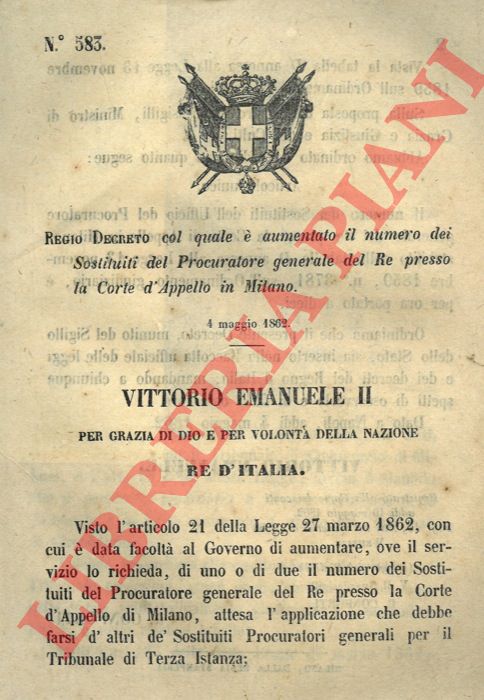 N.° 583.
REGIO DECRETO col quale è aumentato il numero dei
Sostituiti del Procuratore generale del Re presso
la Corte d'Appello in Milano.
4 maggio 1862.
VITTORIO EMANUELE II
PER GRAZIA DI DIO E PER VOLONTÀ DELLA NAZIONE
RE D'ITALIA.
Visto l'articolo 21 della Legge 27 marzo 1862, con
cui è data facoltà al Governo di aumentare, ove il ser-
vizio lo richieda, di uno o di due il numero dei Sosti-
tuiti del Procuratore generale del Re presso la Corte
d'Appello di Milano, attesa l'applicazione che debbe
farsi d'altri de' Sostituiti Procuratori generali per il
Tribunale di Terza Istanza;
LIBRERIA PIANI